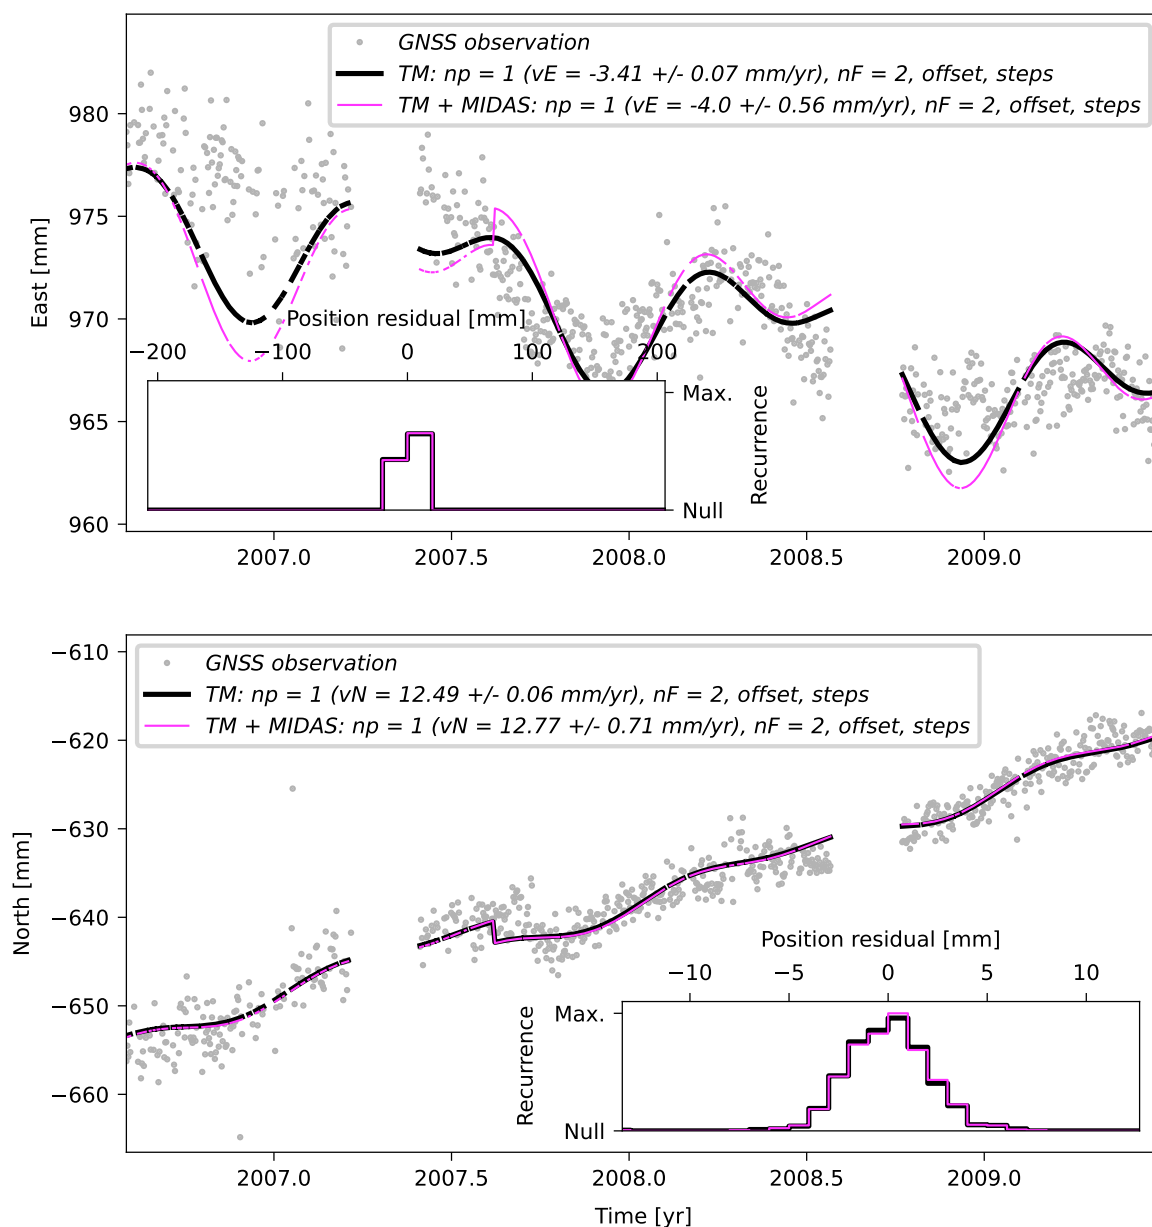 GNSS observation
TM: np = 1 (vE = -3.41 +/- 0.07 mm/yr), nF = 2, offset, steps
TM + MIDAS: np = 1 (vE = -4.0 +/- 0.56 mm/yr), nF = 2, offset, steps
980
975
970
965
960
East [mm]
Position residual [mm]
−200 −100 0 100 200
Max.
Null
Recurrence
2007.0 2007.5 2008.0 2008.5 2009.0
GNSS observation
TM: np = 1 (vN = 12.49 +/- 0.06 mm/yr), nF = 2, offset, steps
TM + MIDAS: np = 1 (vN = 12.77 +/- 0.71 mm/yr), nF = 2, offset, steps
−610
−620
−630
−640
−650
−660
North [mm]
Position residual [mm]
−10 −5 0 5 10
Max.
Null
Recurrence
2007.0 2007.5 2008.0 2008.5 2009.0
Time [yr]